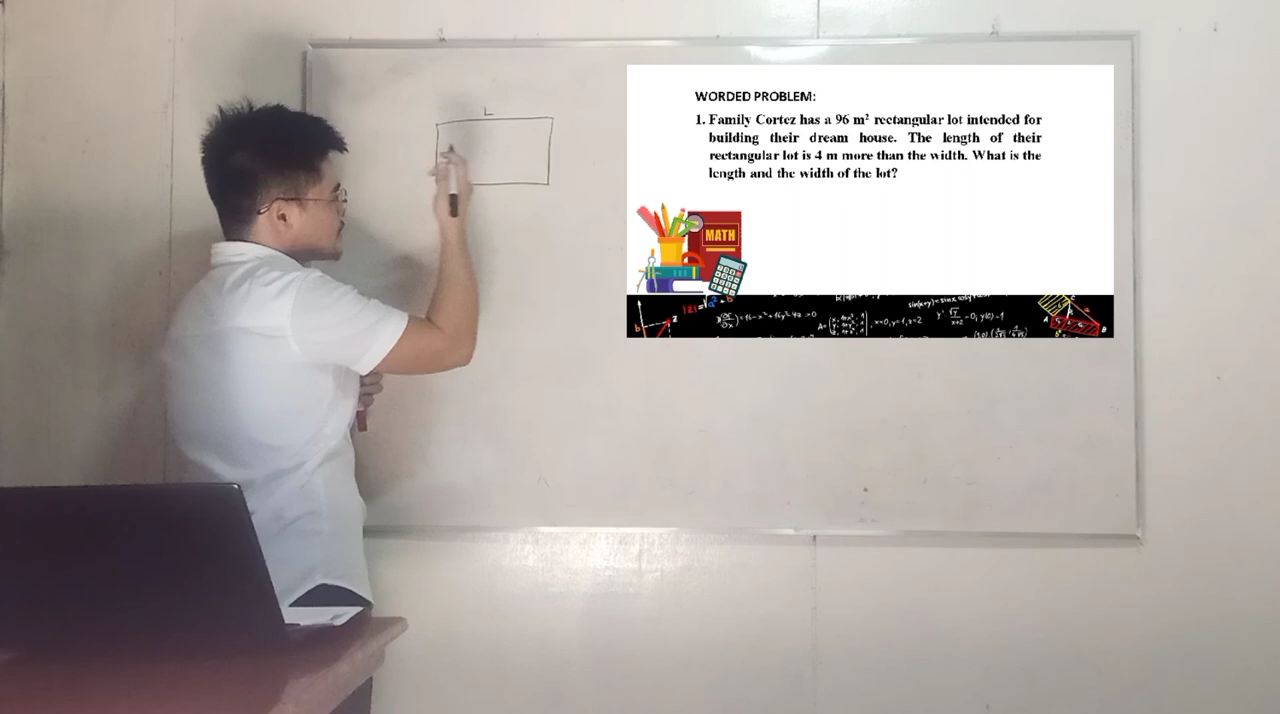 L
WORDED PROBLEM:
1. Family Cortez has a 96 m² rectangular lot intended for
building their dream house. The length of their
rectangular lot is 4 m more than the width. What is the
length and the width of the lot?
MATH